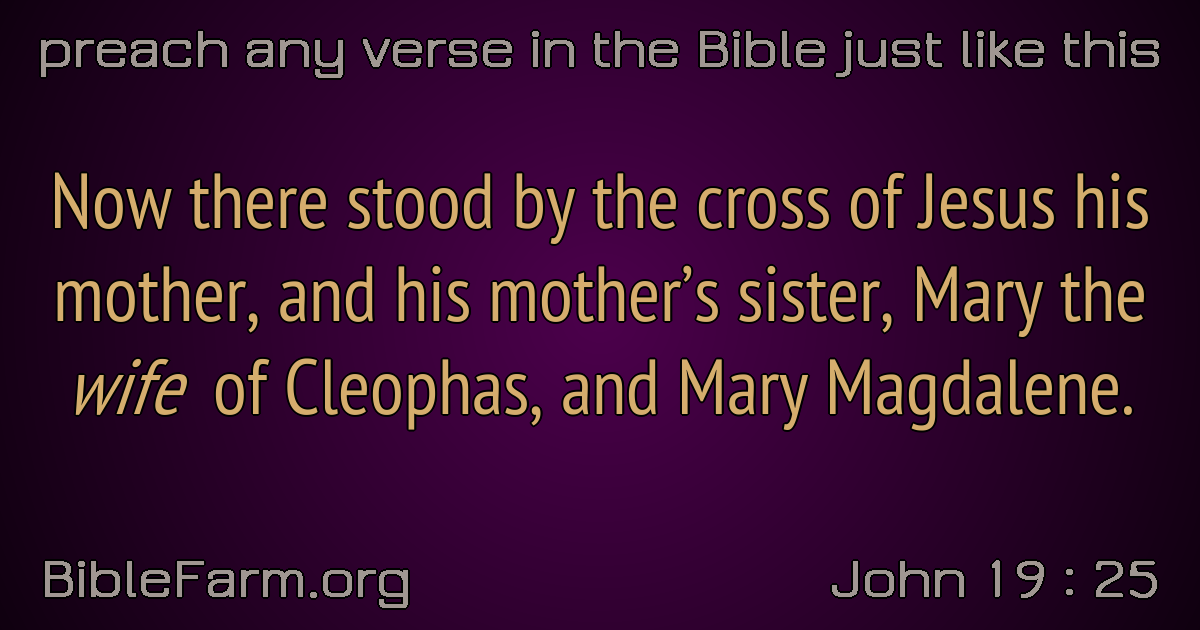 preach any verse in the Bible just like this
Now there stood by the cross of Jesus his
mother, and his mother’s sister, Mary the
wife of Cleophas, and Mary Magdalene.
BibleFarm.org
John 19 : 25